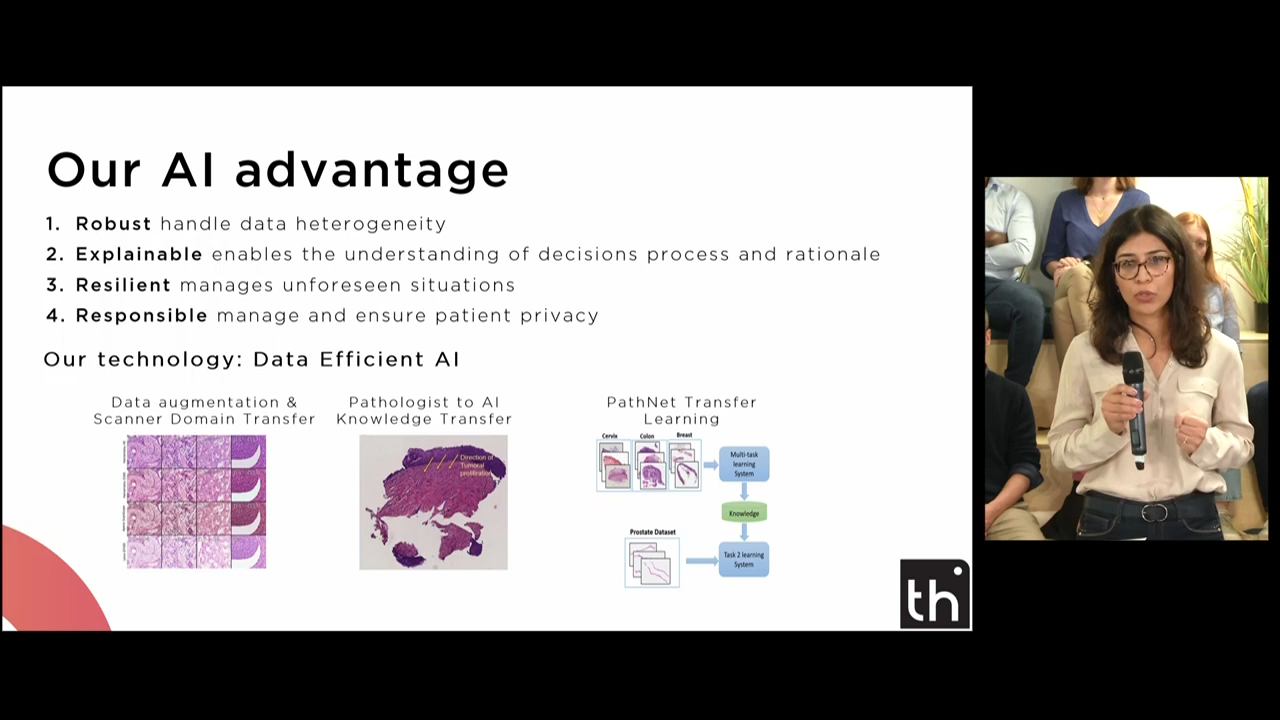 Our AI advantage
1. Robust handle data heterogeneity
2. Explainable enables the understanding of decisions process and rationale
3. Resilient manages unforeseen situations
4. Responsible manage and ensure patient privacy
Our technology: Data Efficient AI
Data augmentation &
Scanner Domain Transfer
Pathologist to AI
Knowledge Transfer
Direction of
Tumoral
proliferation
PathNet Transfer
Learning
Cervix Colon Breast
Multi-task
learning
System
Knowledge
Prostate Dataset
Task 2 learning
System
th